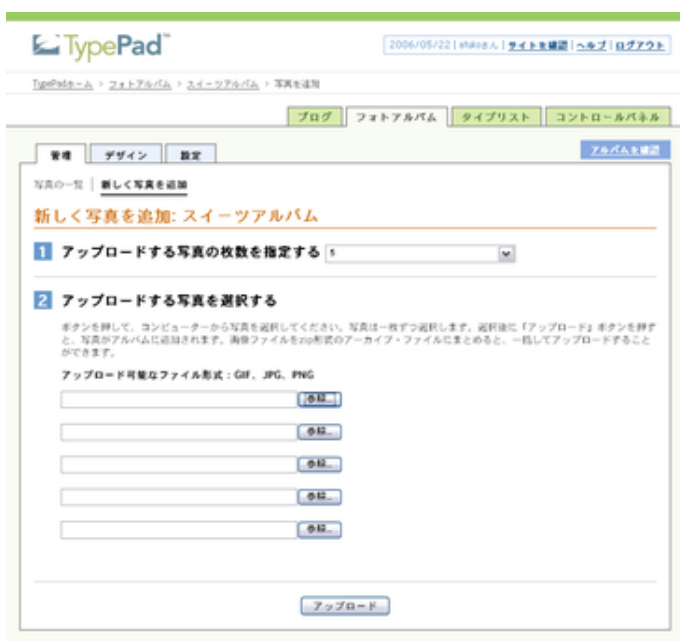 TypePad
2006/05/22 | さん | サイトを確認 | ヘルプ | ログアウト
TypePadホーム > フォトアルバム > スイーツアルバム > 写真を追加
ブログ フォトアルバム タイプリスト コントロールパネル
管理 デザイン 設定 アルバムを確認
写真の一覧 | 新しく写真を追加
新しく写真を追加: スイーツアルバム
1 アップロードする写真の枚数を指定する 5
2 アップロードする写真を選択する
ボタンを押して、コンピューターから写真を選択してください。写真は一枚ずつ選択します。選択後に「アップロード」ボタンを押す
と、写真がアルバムに追加されます。画像ファイルをzip形式のアーカイブ・ファイルにまとめると、一括してアップロードすること
ができます。
アップロード可能なファイル形式：GIF、JPG、PNG
参照...
参照...
参照...
参照...
参照...
アップロード